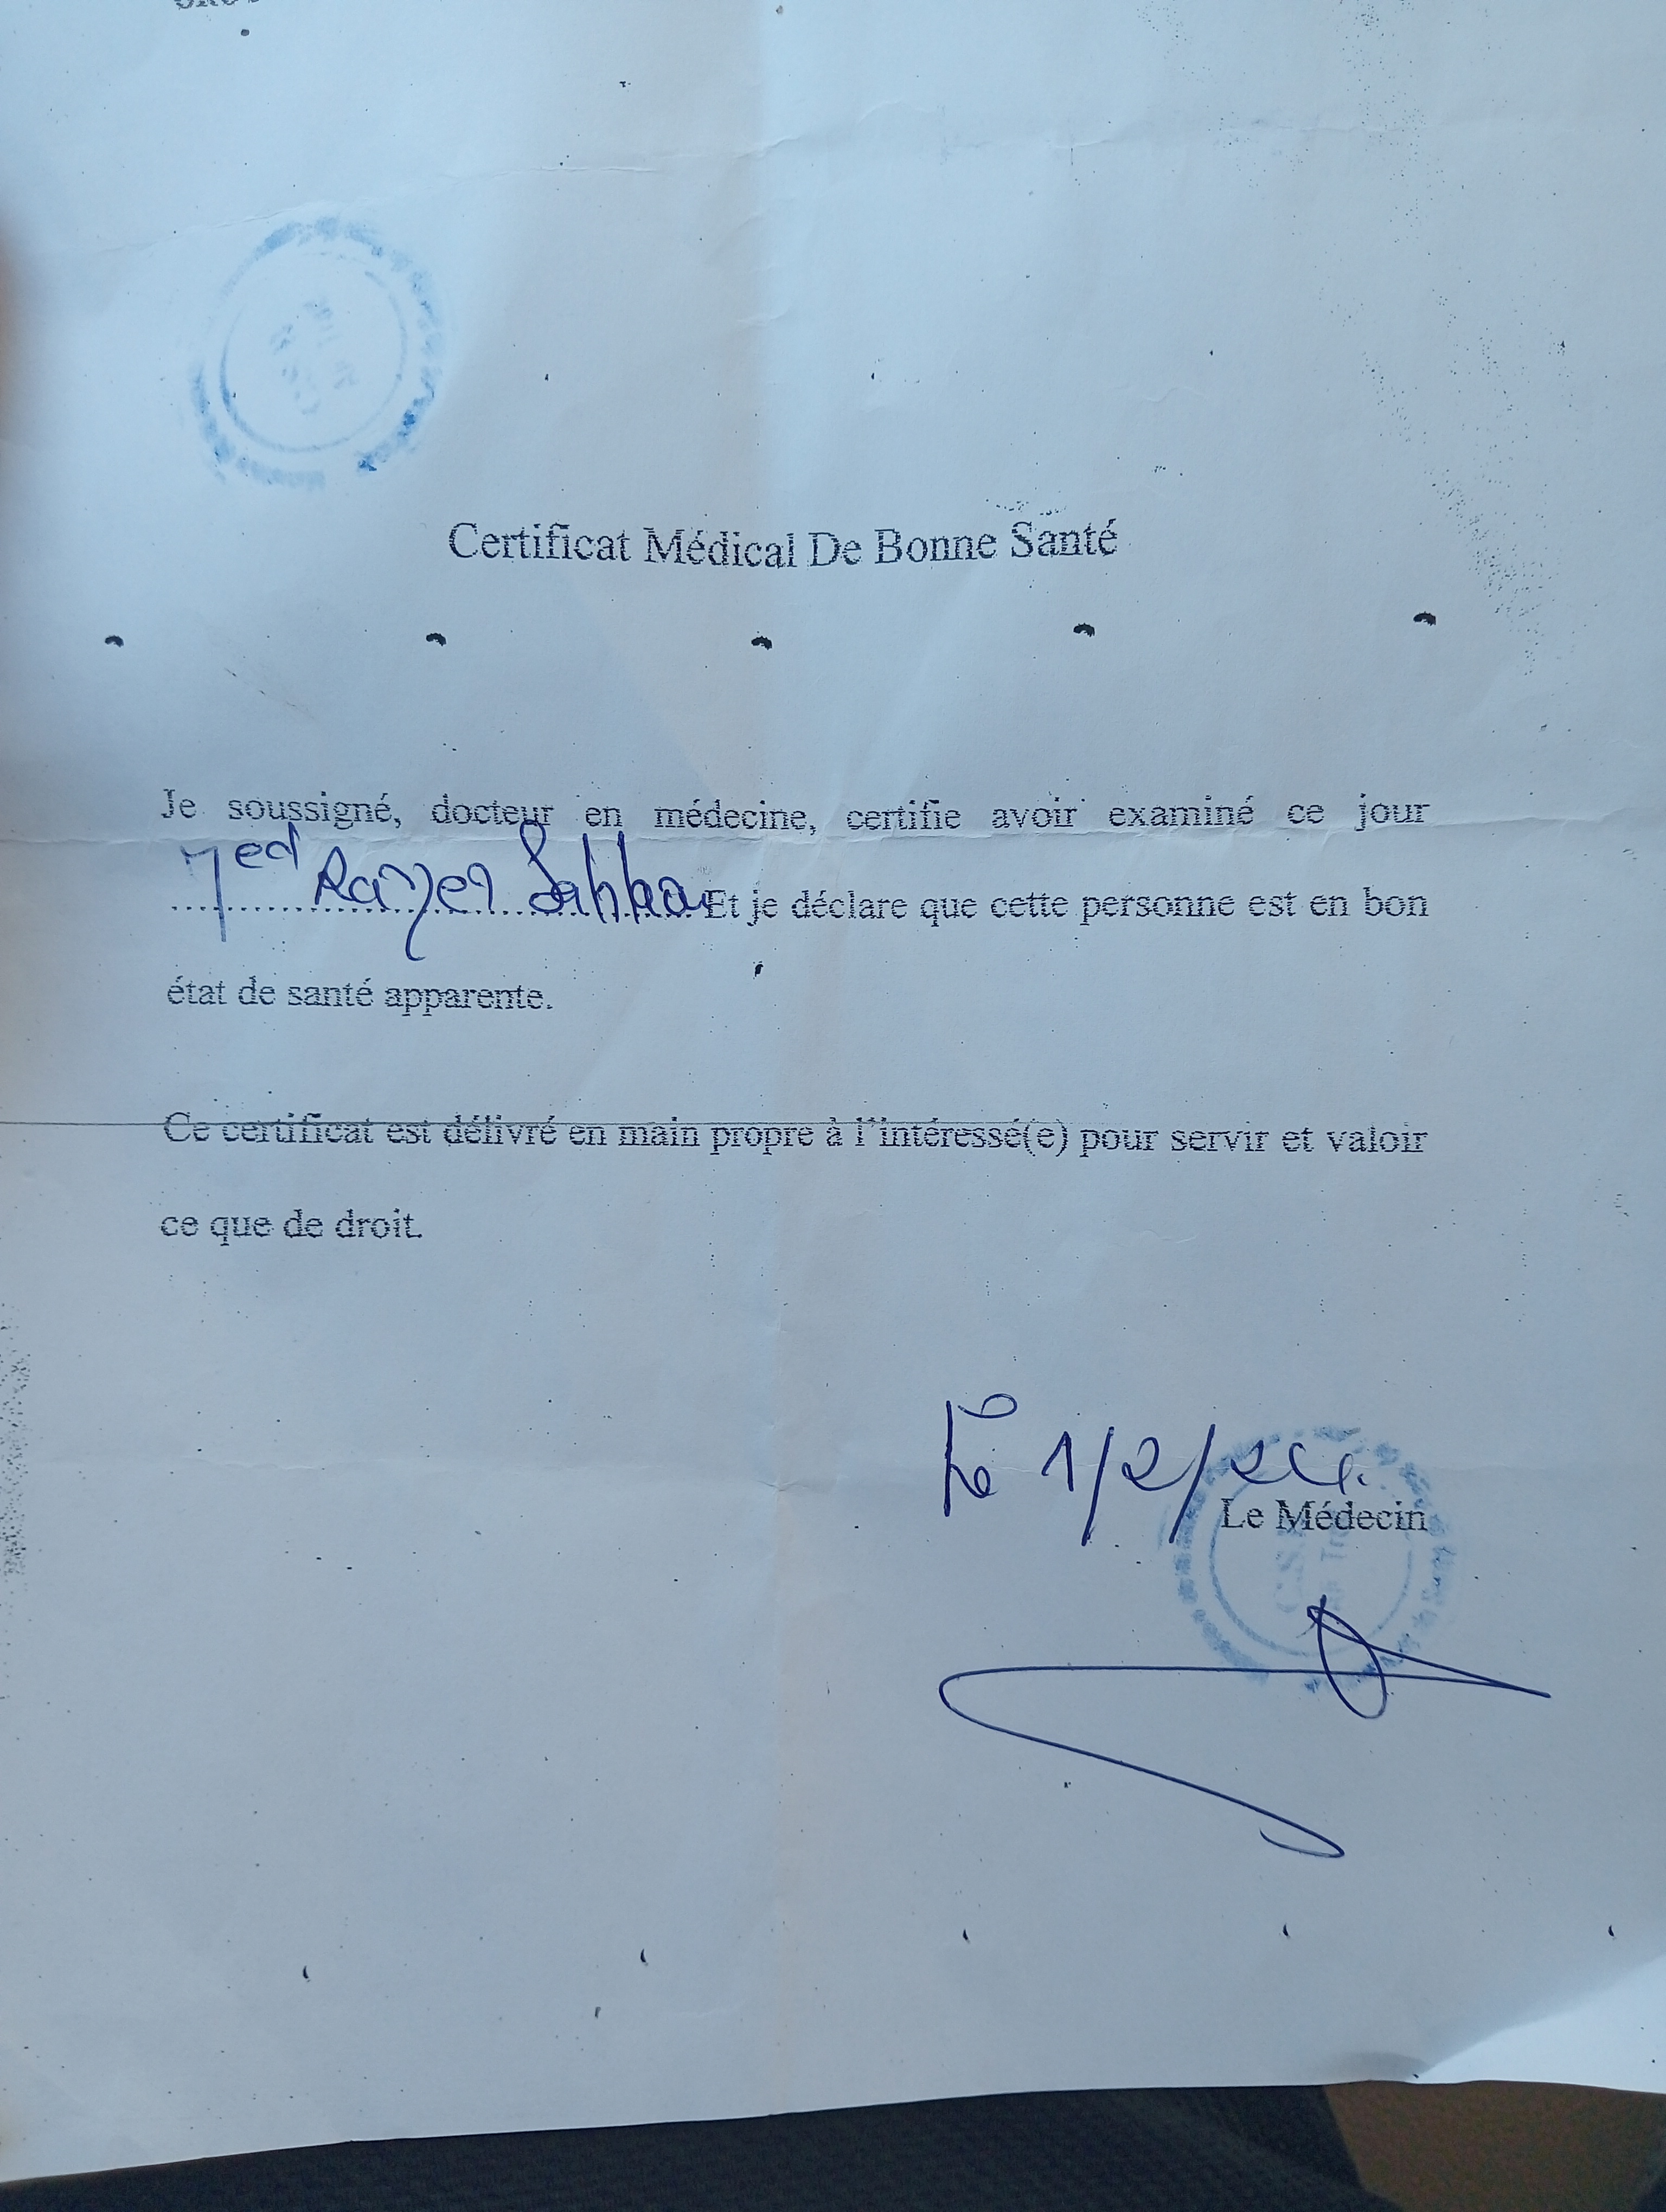 Certificat Médical De Bonne Santé
Je soussigné, docteur en médecine, certifie avoir examiné ce jour
Med Rayen ........ Et je déclare que cette personne est en bon
état de santé apparente.
Ce certificat est délivré en main propre à l'intéressé(e) pour servir et valoir
ce que de droit.
Le 1/2/24.
Le Médecin